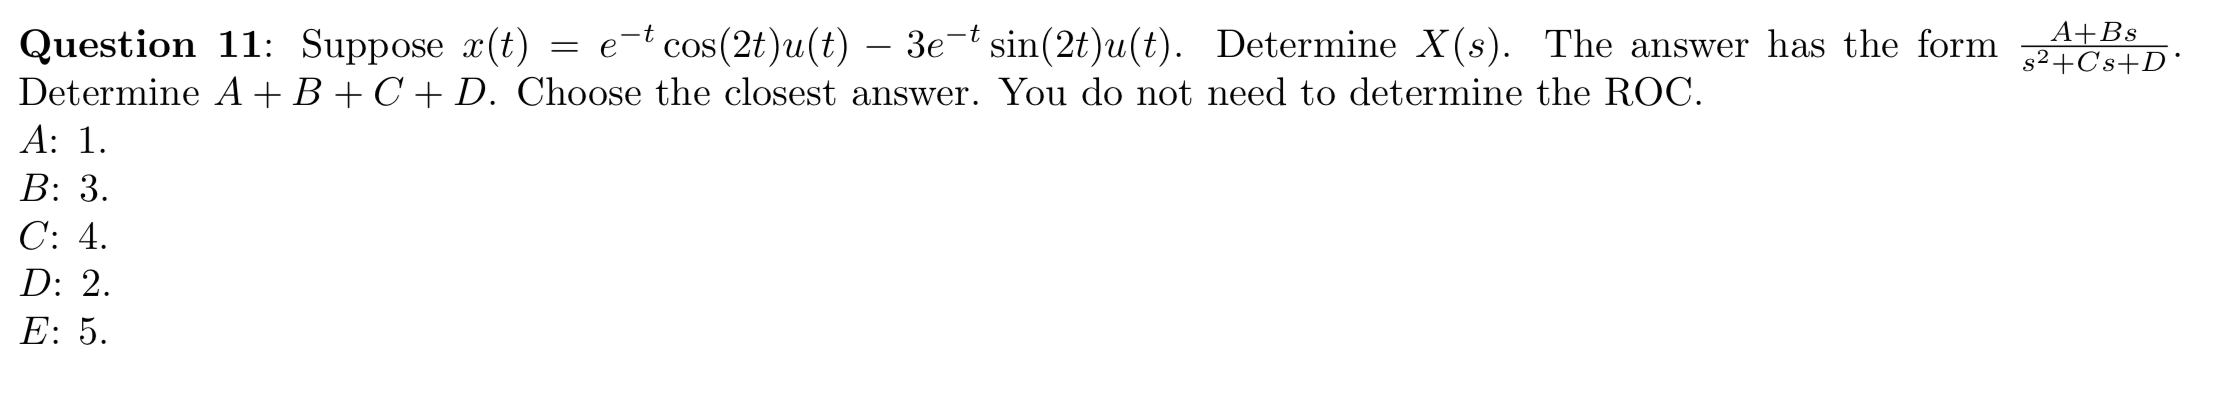 Question 11: Suppose x(t) = e^{−t} cos(2t)u(t) − 3e^{−t} sin(2t)u(t). Determine X(s). The answer has the form \frac{A+Bs}{s^2+Cs+D}.
Determine A + B + C + D. Choose the closest answer. You do not need to determine the ROC.
A: 1.
B: 3.
C: 4.
D: 2.
E: 5.